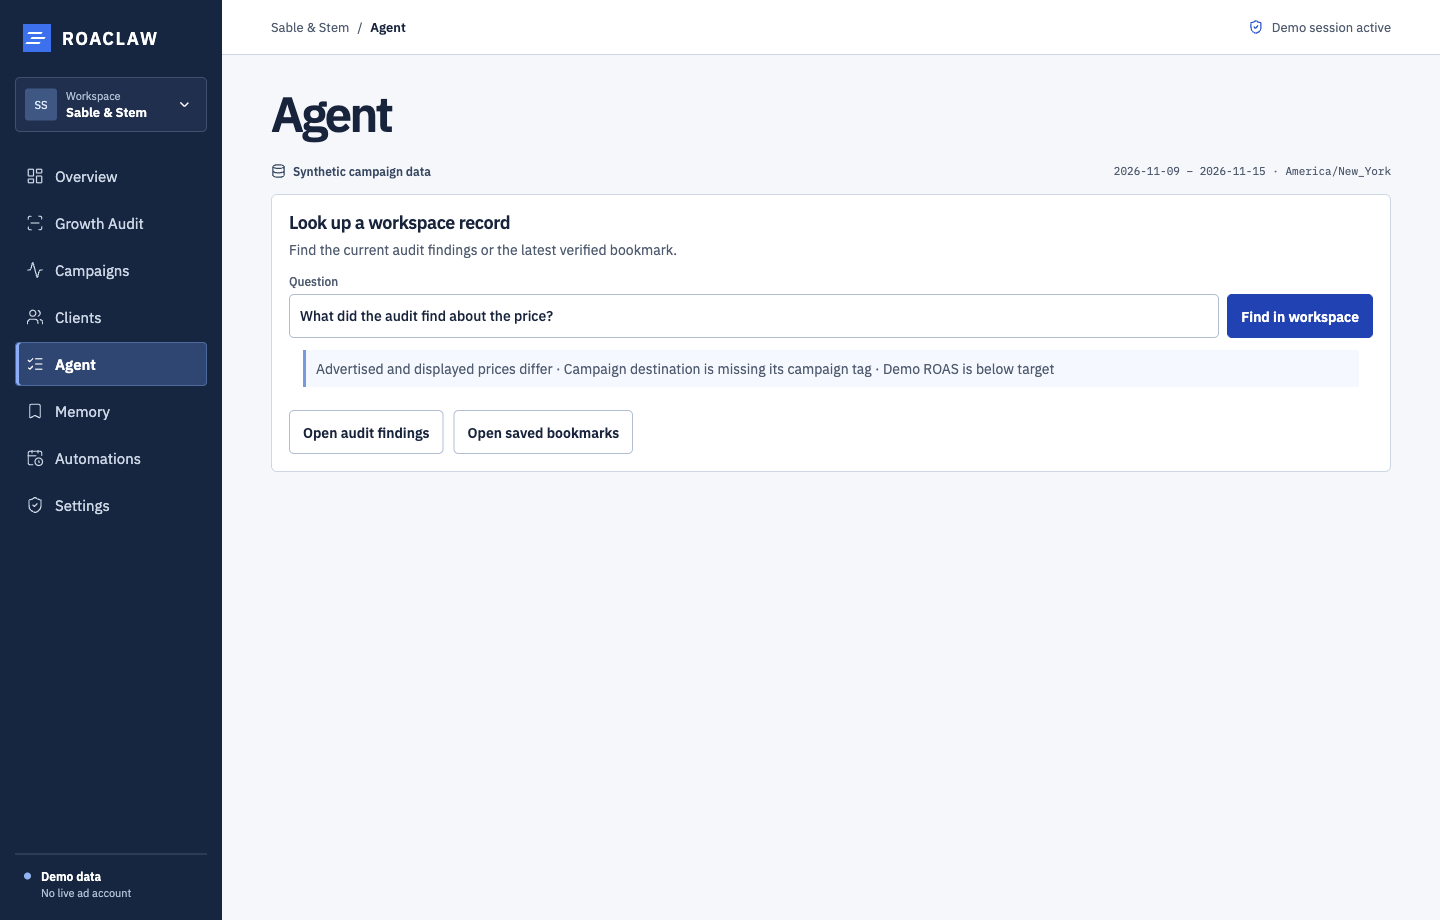 ROACLAW
SS
Workspace
Sable & Stem
Overview
Growth Audit
Campaigns
Clients
Agent
Memory
Automations
Settings
Demo data
No live ad account
Sable & Stem / Agent
Demo session active
Agent
Synthetic campaign data
2026-11-09 – 2026-11-15 · America/New_York
Look up a workspace record
Find the current audit findings or the latest verified bookmark.
Question
What did the audit find about the price?
Find in workspace
Advertised and displayed prices differ · Campaign destination is missing its campaign tag · Demo ROAS is below target
Open audit findings
Open saved bookmarks